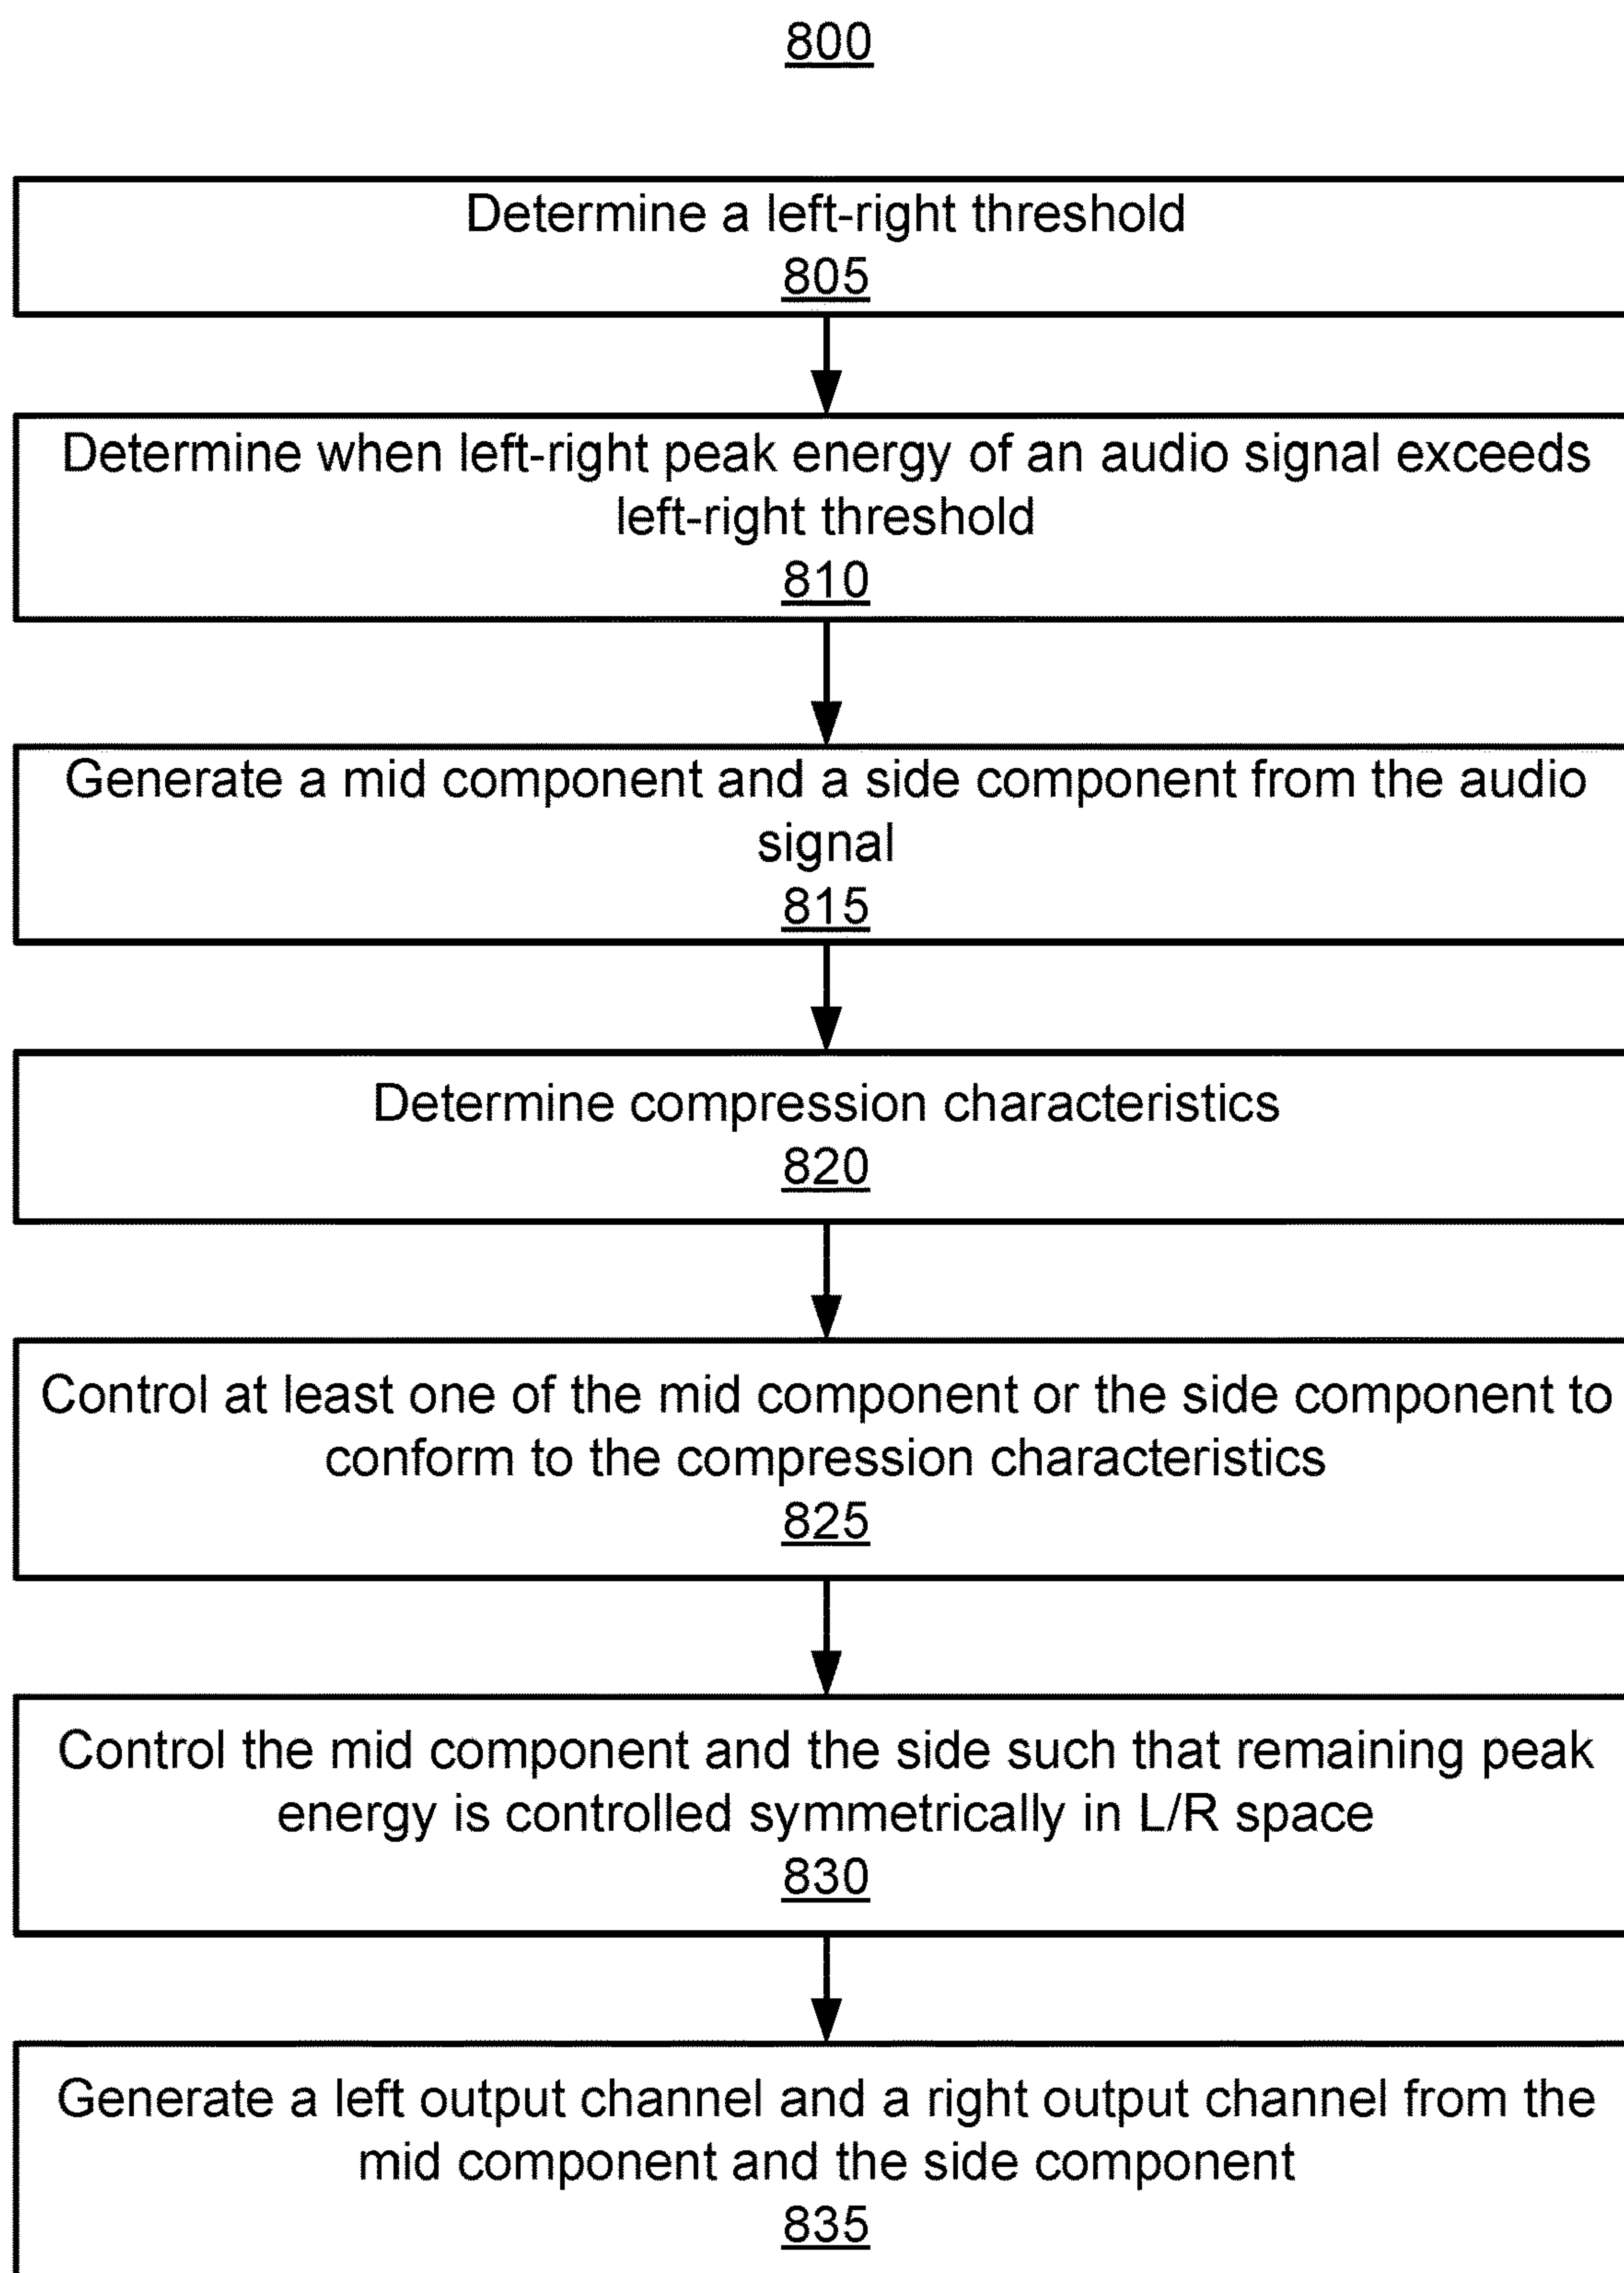 800
Determine a left-right threshold
805
Determine when left-right peak energy of an audio signal exceeds
left-right threshold
810
Generate a mid component and a side component from the audio
signal
815
Determine compression characteristics
820
Control at least one of the mid component or the side component to
conform to the compression characteristics
825
Control the mid component and the side such that remaining peak
energy is controlled symmetrically in L/R space
830
Generate a left output channel and a right output channel from the
mid component and the side component
835